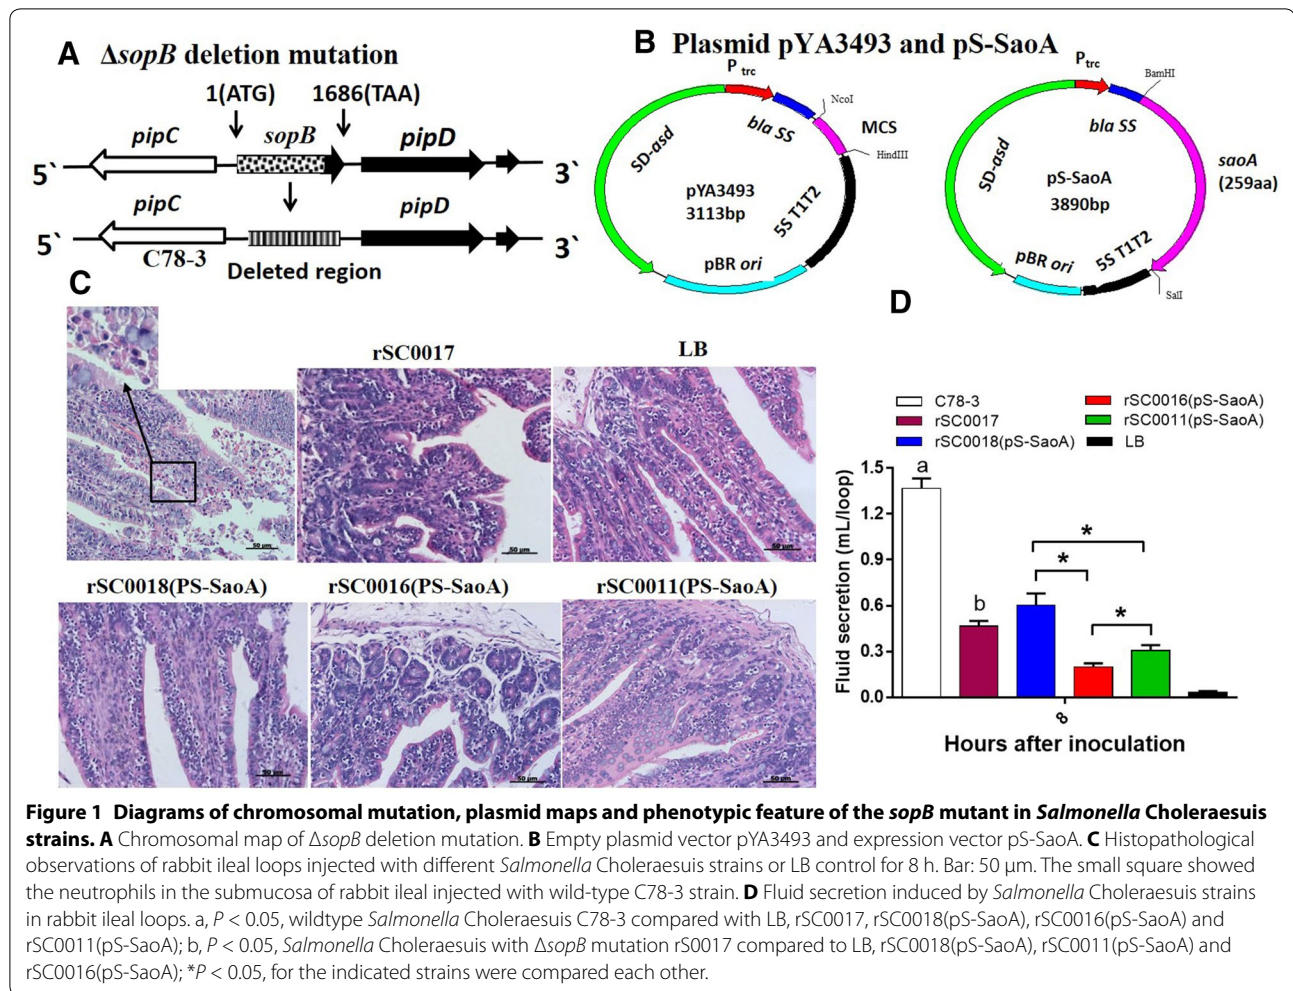 A ΔsopB deletion mutation
1(ATG) 1686(TAA)
pipC sopB pipD
5` 3`
pipC pipD
5` 3`
C78-3
Deleted region
B Plasmid pYA3493 and pS-SaoA
P trc
bla SS
NcoI
MCS
HindIII
SD-asd
pYA3493
3113bp
5S T1T2
pBR ori
P trc
BamHI
bla SS
saoA
(259aa)
SD-asd
pS-SaoA
3890bp
5S T1T2
pBR ori
SalI
C
rSC0017 LB
50 μm 50 μm 50 μm
rSC0018(PS-SaoA) rSC0016(PS-SaoA) rSC0011(PS-SaoA)
50 μm 50 μm 50 μm
D
C78-3 rSC0016(pS-SaoA)
rSC0017 rSC0011(pS-SaoA)
rSC0018(pS-SaoA) LB
Fluid secretion (mL/loop)
1.5
1.2
0.9
0.6
0.3
0.0
a
b
*
*
*
8
Hours after inoculation
Figure 1 Diagrams of chromosomal mutation, plasmid maps and phenotypic feature of the sopB mutant in Salmonella Choleraesuis
strains. A Chromosomal map of ΔsopB deletion mutation. B Empty plasmid vector pYA3493 and expression vector pS-SaoA. C Histopathological
observations of rabbit ileal loops injected with different Salmonella Choleraesuis strains or LB control for 8 h. Bar: 50 μm. The small square showed
the neutrophils in the submucosa of rabbit ileal injected with wild-type C78-3 strain. D Fluid secretion induced by Salmonella Choleraesuis strains
in rabbit ileal loops. a, P < 0.05, wildtype Salmonella Choleraesuis C78-3 compared with LB, rSC0017, rSC0018(pS-SaoA), rSC0016(pS-SaoA) and
rSC0011(pS-SaoA); b, P < 0.05, Salmonella Choleraesuis with ΔsopB mutation rS0017 compared to LB, rSC0018(pS-SaoA), rSC0011(pS-SaoA) and
rSC0016(pS-SaoA); *P < 0.05, for the indicated strains were compared each other.